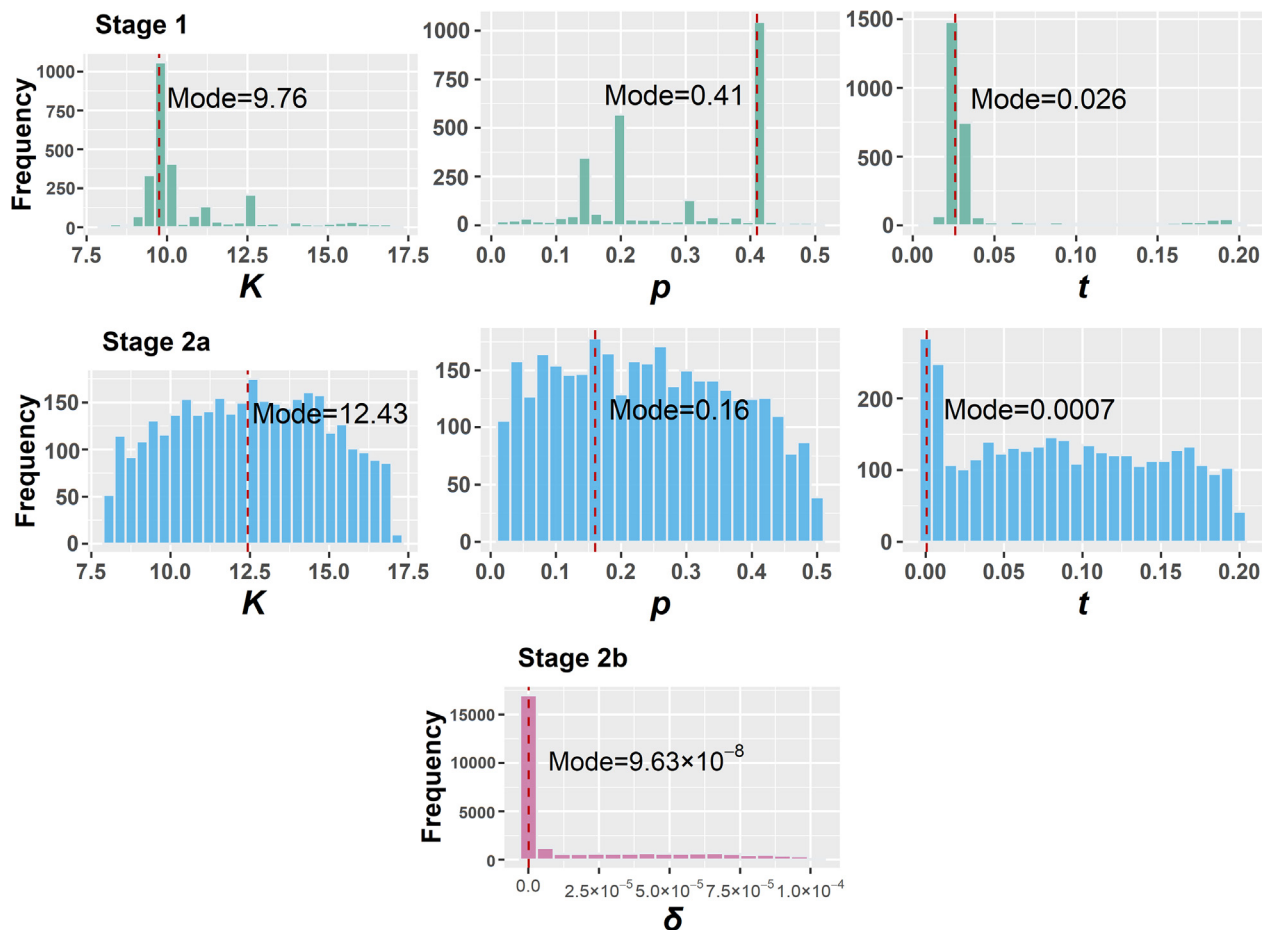 Stage 1
Frequency
1000
750
500
250
0
Mode=9.76
7.5 10.0 12.5 15.0 17.5
K
1000
750
500
250
0
Mode=0.41
0.0 0.1 0.2 0.3 0.4 0.5
p
1500
1000
500
0
Mode=0.026
0.00 0.05 0.10 0.15 0.20
t
Stage 2a
Frequency
150
100
50
0
Mode=12.43
7.5 10.0 12.5 15.0 17.5
K
150
100
50
0
Mode=0.16
0.0 0.1 0.2 0.3 0.4 0.5
p
200
100
0
Mode=0.0007
0.00 0.05 0.10 0.15 0.20
t
Stage 2b
Frequency
15000
10000
5000
0
Mode=9.63×10⁻⁸
0.0 2.5×10⁻⁵ 5.0×10⁻⁵ 7.5×10⁻⁵ 1.0×10⁻⁴
δ